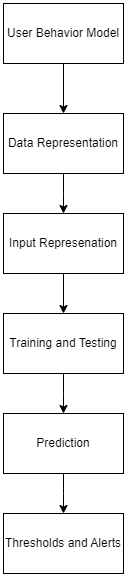 User Behavior Model
Data Representation
Input Represenation
Training and Testing
Prediction
Thresholds and Alerts